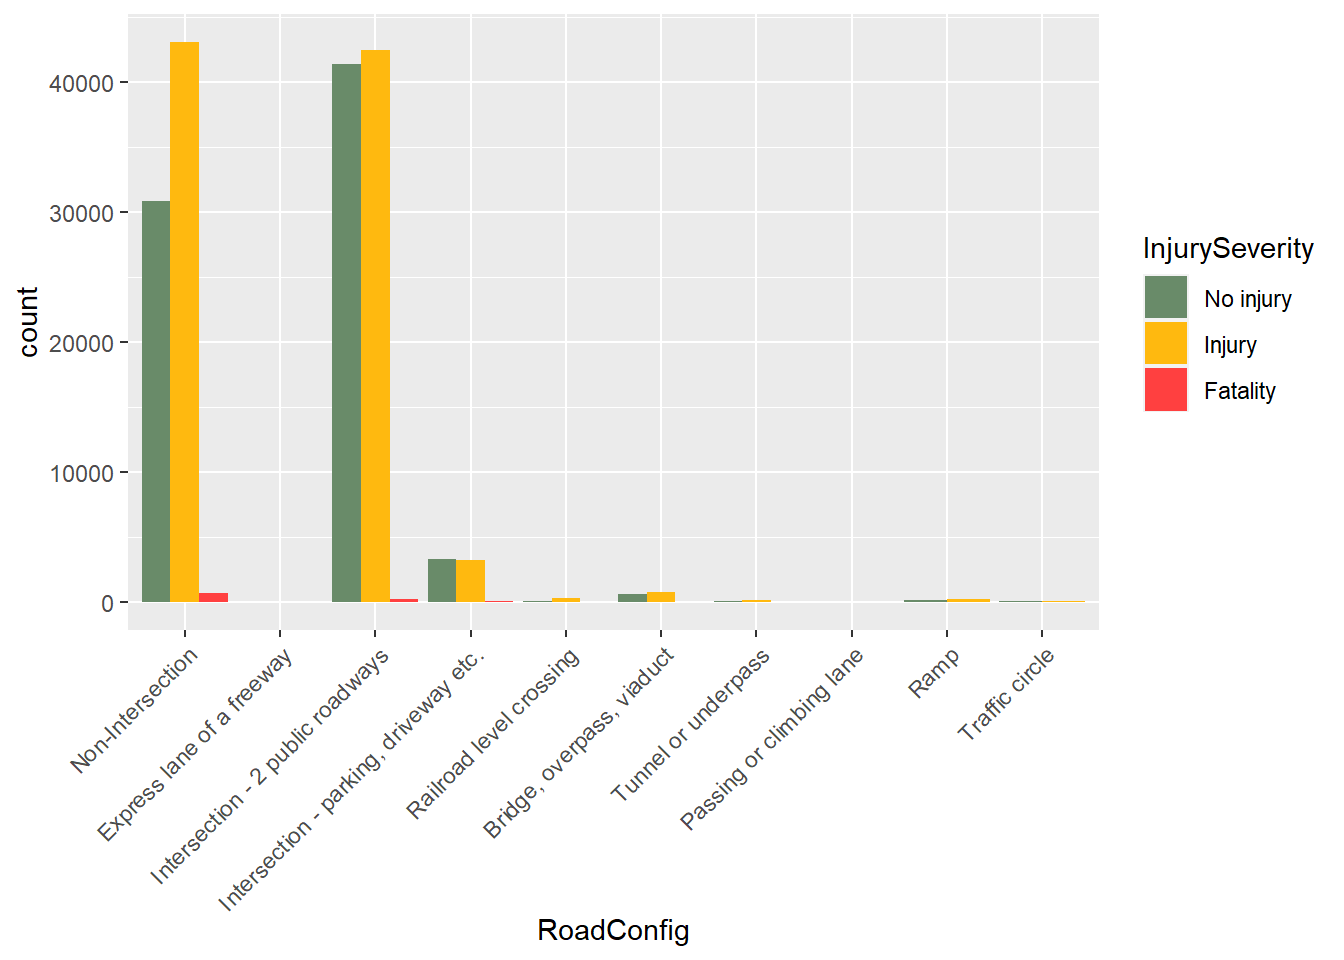 40000
30000
20000
10000
0
count
Non-Intersection
Express lane of a freeway
Intersection - 2 public roadways
Intersection - parking, driveway etc.
Railroad level crossing
Bridge, overpass, viaduct
Tunnel or underpass
Passing or climbing lane
Ramp
Traffic circle
RoadConfig
InjurySeverity
No injury
Injury
Fatality